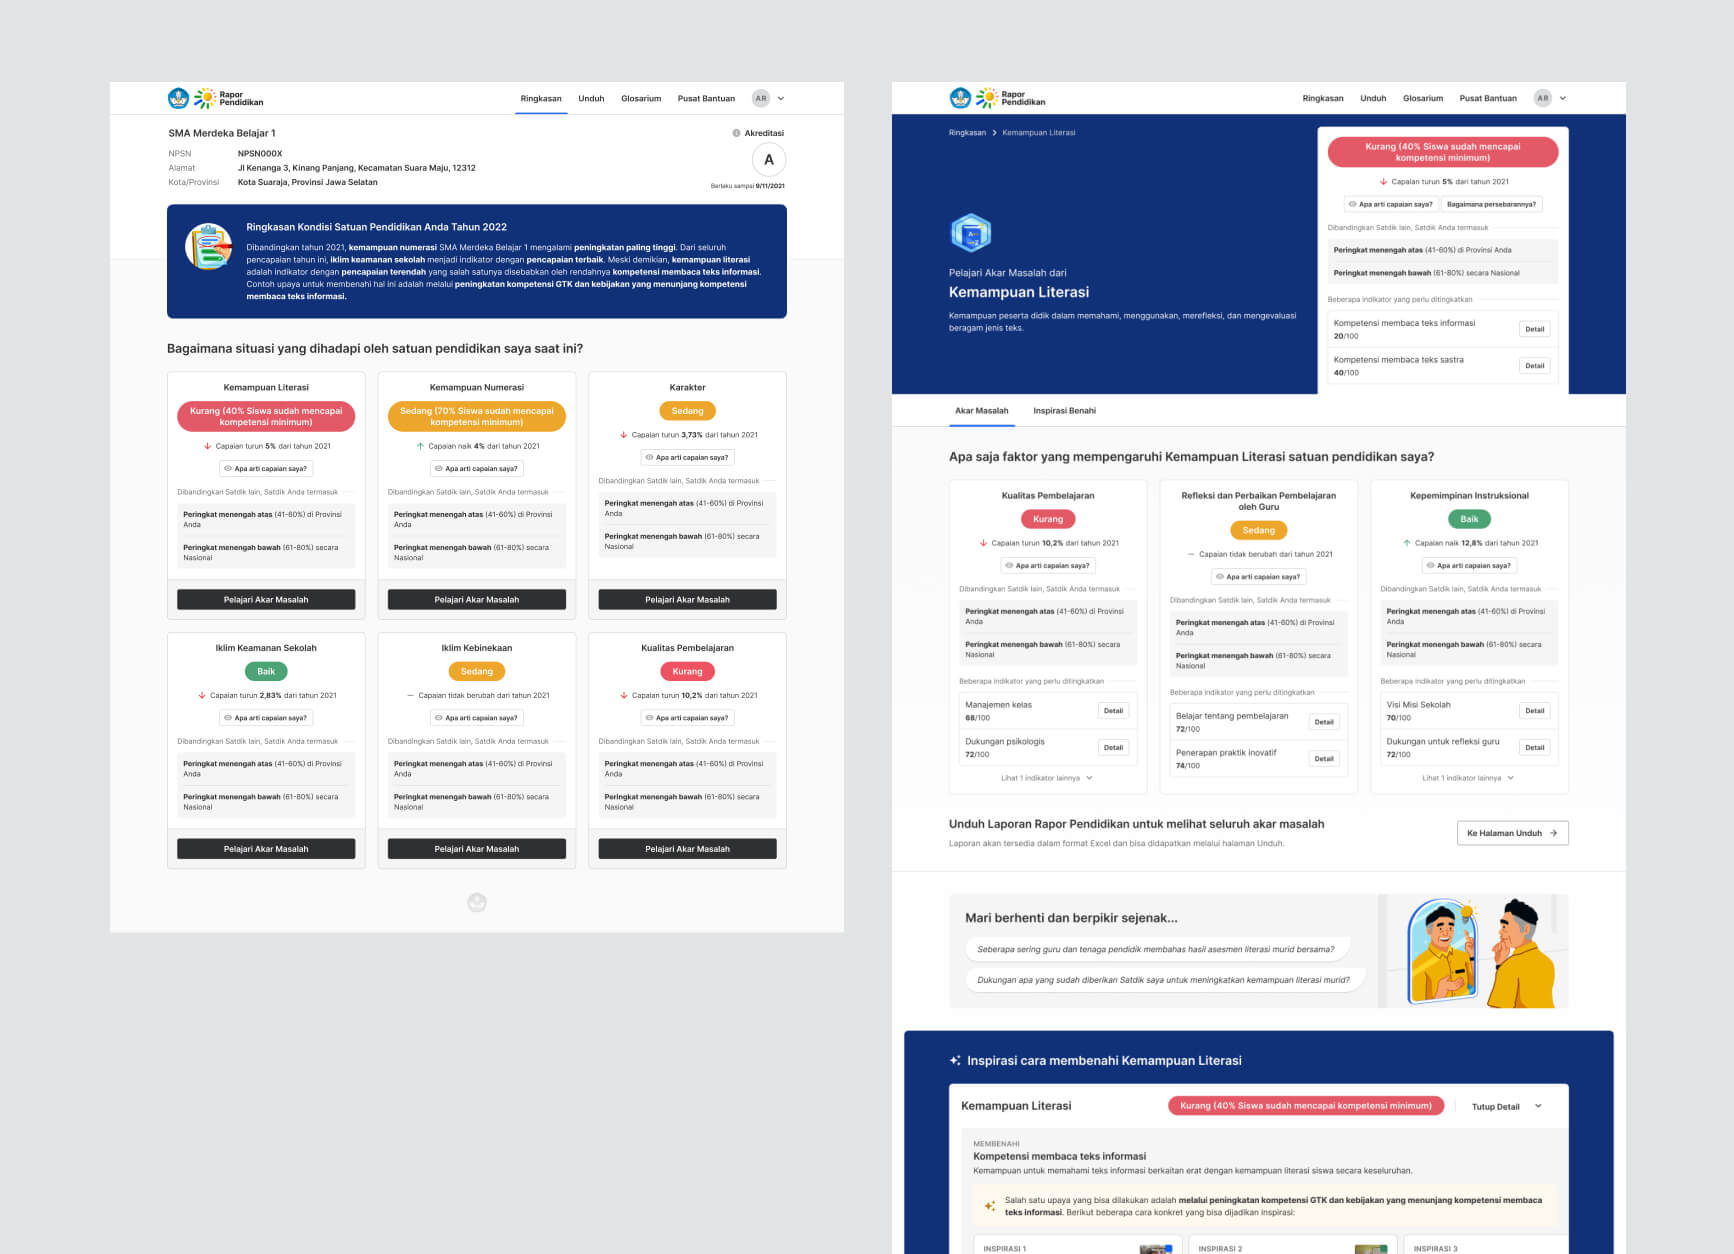 Rapor
Pendidikan
Ringkasan
Unduh
Glosarium
Pusat Bantuan
AR
SMA Merdeka Belajar 1
NPSN
NPSN000X
Alamat
Jl Kenanga 3, Kinang Panjang, Kecamatan Suara Maju, 12312
Kota/Provinsi
Kota Suaraja, Provinsi Jawa Selatan
Akreditasi
A
Berlaku sampai 9/11/2021
Ringkasan Kondisi Satuan Pendidikan Anda Tahun 2022
Dibandingkan tahun 2021, kemampuan numerasi SMA Merdeka Belajar 1 mengalami peningkatan paling tinggi. Dari seluruh
pencapaian tahun ini, iklim keamanan sekolah menjadi indikator dengan pencapaian terbaik. Meski demikian, kemampuan literasi
adalah indikator dengan pencapaian terendah yang salah satunya disebabkan oleh rendahnya kompetensi membaca teks informasi.
Contoh upaya untuk membenahi hal ini adalah melalui peningkatan kompetensi GTK dan kebijakan yang menunjang kompetensi
membaca teks informasi.
Bagaimana situasi yang dihadapi oleh satuan pendidikan saya saat ini?
Kemampuan Literasi
Kurang (40% Siswa sudah mencapai
kompetensi minimum)
Capaian turun 5% dari tahun 2021
Apa arti capaian saya?
Dibandingkan Satdik lain, Satdik Anda termasuk
Peringkat menengah atas (41-60%) di Provinsi
Anda
Peringkat menengah bawah (61-80%) secara
Nasional
Pelajari Akar Masalah
Kemampuan Numerasi
Sedang (70% Siswa sudah mencapai
kompetensi minimum)
Capaian naik 4% dari tahun 2021
Apa arti capaian saya?
Dibandingkan Satdik lain, Satdik Anda termasuk
Peringkat menengah atas (41-60%) di Provinsi
Anda
Peringkat menengah bawah (61-80%) secara
Nasional
Pelajari Akar Masalah
Karakter
Sedang
Capaian turun 3,73% dari tahun 2021
Apa arti capaian saya?
Dibandingkan Satdik lain, Satdik Anda termasuk
Peringkat menengah atas (41-60%) di Provinsi
Anda
Peringkat menengah bawah (61-80%) secara
Nasional
Pelajari Akar Masalah
Iklim Keamanan Sekolah
Baik
Capaian turun 2,83% dari tahun 2021
Apa arti capaian saya?
Dibandingkan Satdik lain, Satdik Anda termasuk
Peringkat menengah atas (41-60%) di Provinsi
Anda
Peringkat menengah bawah (61-80%) secara
Nasional
Pelajari Akar Masalah
Iklim Kebinekaan
Sedang
Capaian tidak berubah dari tahun 2021
Apa arti capaian saya?
Dibandingkan Satdik lain, Satdik Anda termasuk
Peringkat menengah atas (41-60%) di Provinsi
Anda
Peringkat menengah bawah (61-80%) secara
Nasional
Pelajari Akar Masalah
Kualitas Pembelajaran
Kurang
Capaian turun 10,2% dari tahun 2021
Apa arti capaian saya?
Dibandingkan Satdik lain, Satdik Anda termasuk
Peringkat menengah atas (41-60%) di Provinsi
Anda
Peringkat menengah bawah (61-80%) secara
Nasional
Pelajari Akar Masalah
Rapor
Pendidikan
Ringkasan
Unduh
Glosarium
Pusat Bantuan
AR
Ringkasan
Kemampuan Literasi
Pelajari Akar Masalah dari
Kemampuan Literasi
Kemampuan peserta didik dalam memahami, menggunakan, merefleksi, dan mengevaluasi
beragam jenis teks.
Kurang (40% Siswa sudah mencapai
kompetensi minimum)
Capaian turun 5% dari tahun 2021
Apa arti capaian saya?
Bagaimana persebarannya?
Dibandingkan Satdik lain, Satdik Anda termasuk
Peringkat menengah atas (41-60%) di Provinsi Anda
Peringkat menengah bawah (61-80%) secara Nasional
Beberapa indikator yang perlu ditingkatkan
Kompetensi membaca teks informasi
20/100
Detail
Kompetensi membaca teks sastra
40/100
Detail
Akar Masalah
Inspirasi Benahi
Apa saja faktor yang mempengaruhi Kemampuan Literasi satuan pendidikan saya?
Kualitas Pembelajaran
Kurang
Capaian turun 10,2% dari tahun 2021
Apa arti capaian saya?
Dibandingkan Satdik lain, Satdik Anda termasuk
Peringkat menengah atas (41-60%) di Provinsi
Anda
Peringkat menengah bawah (61-80%) secara
Nasional
Beberapa indikator yang perlu ditingkatkan
Manajemen kelas
68/100
Detail
Dukungan psikologis
72/100
Detail
Lihat 1 indikator lainnya
Refleksi dan Perbaikan Pembelajaran
oleh Guru
Sedang
Capaian tidak berubah dari tahun 2021
Apa arti capaian saya?
Dibandingkan Satdik lain, Satdik Anda termasuk
Peringkat menengah atas (41-60%) di Provinsi
Anda
Peringkat menengah bawah (61-80%) secara
Nasional
Beberapa indikator yang perlu ditingkatkan
Belajar tentang pembelajaran
72/100
Detail
Penerapan praktik inovatif
74/100
Detail
Kepemimpinan Instruksional
Baik
Capaian naik 12,8% dari tahun 2021
Apa arti capaian saya?
Dibandingkan Satdik lain, Satdik Anda termasuk
Peringkat menengah atas (41-60%) di Provinsi
Anda
Peringkat menengah bawah (61-80%) secara
Nasional
Beberapa indikator yang perlu ditingkatkan
Visi Misi Sekolah
70/100
Detail
Dukungan untuk refleksi guru
72/100
Detail
Lihat 1 indikator lainnya
Unduh Laporan Rapor Pendidikan untuk melihat seluruh akar masalah
Laporan akan tersedia dalam format Excel dan bisa didapatkan melalui halaman Unduh.
Ke Halaman Unduh
Mari berhenti dan berpikir sejenak...
Seberapa sering guru dan tenaga pendidik membahas hasil asesmen literasi murid bersama?
Dukungan apa yang sudah diberikan Satdik saya untuk meningkatkan kemampuan literasi murid?
Inspirasi cara membenahi Kemampuan Literasi
Kemampuan Literasi
Kurang (40% Siswa sudah mencapai kompetensi minimum)
Tutup Detail
MEMBENAHI
Kompetensi membaca teks informasi
Kemampuan untuk memahami teks informasi berkaitan erat dengan kemampuan literasi siswa secara keseluruhan.
Salah satu upaya yang bisa dilakukan adalah melalui peningkatan kompetensi GTK dan kebijakan yang menunjang kompetensi membaca
teks informasi. Berikut beberapa cara konkret yang bisa dijadikan inspirasi:
INSPIRASI 1
INSPIRASI 2
INSPIRASI 3